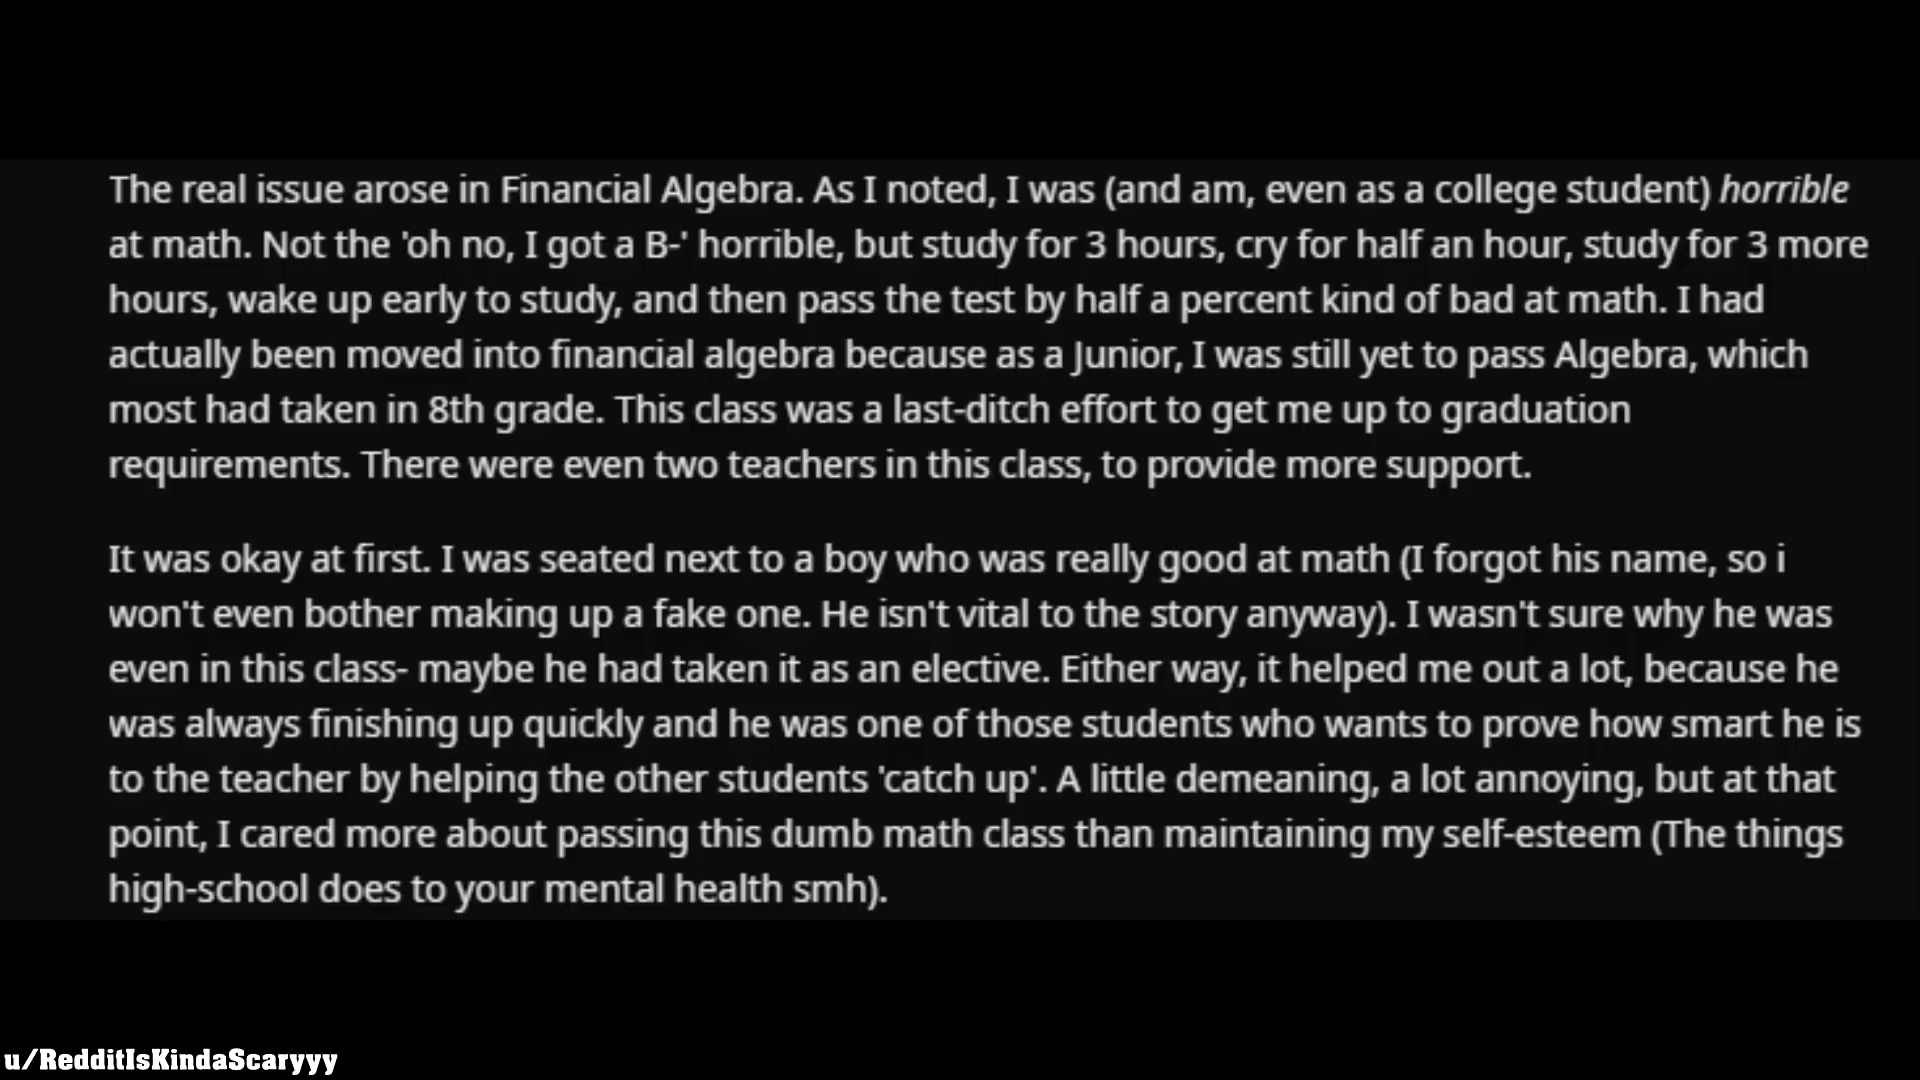 The real issue arose in Financial Algebra. As I noted, I was (and am, even as a college student) horrible
at math. Not the 'oh no, I got a B-' horrible, but study for 3 hours, cry for half an hour, study for 3 more
hours, wake up early to study, and then pass the test by half a percent kind of bad at math. I had
actually been moved into financial algebra because as a Junior, I was still yet to pass Algebra, which
most had taken in 8th grade. This class was a last-ditch effort to get me up to graduation
requirements. There were even two teachers in this class, to provide more support.
It was okay at first. I was seated next to a boy who was really good at math (I forgot his name, so i
won't even bother making up a fake one. He isn't vital to the story anyway). I wasn't sure why he was
even in this class- maybe he had taken it as an elective. Either way, it helped me out a lot, because he
was always finishing up quickly and he was one of those students who wants to prove how smart he is
to the teacher by helping the other students 'catch up'. A little demeaning, a lot annoying, but at that
point, I cared more about passing this dumb math class than maintaining my self-esteem (The things
high-school does to your mental health smh).
u/RedditIsKindaScaryyy